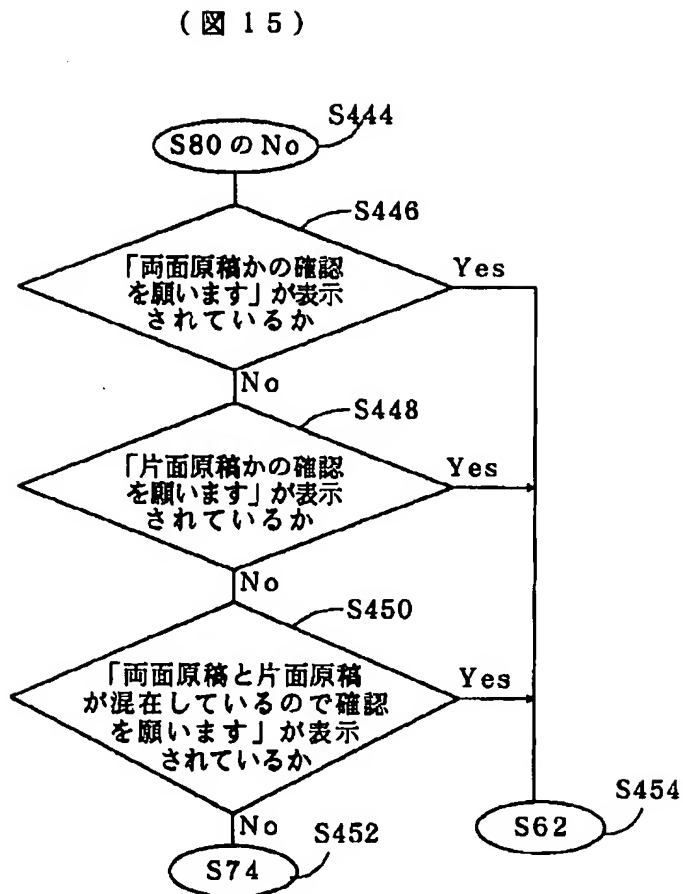 (図 15)
S444
S80のNo
S446
「両面原稿かの確認
を願います」が表示
されているか
Yes
No
S448
「片面原稿かの確認
を願います」が表示
されているか
Yes
No
S450
「両面原稿と片面原稿
が混在しているので確認
を願います」が表示
されているか
Yes
No
S452
S74
S454
S62